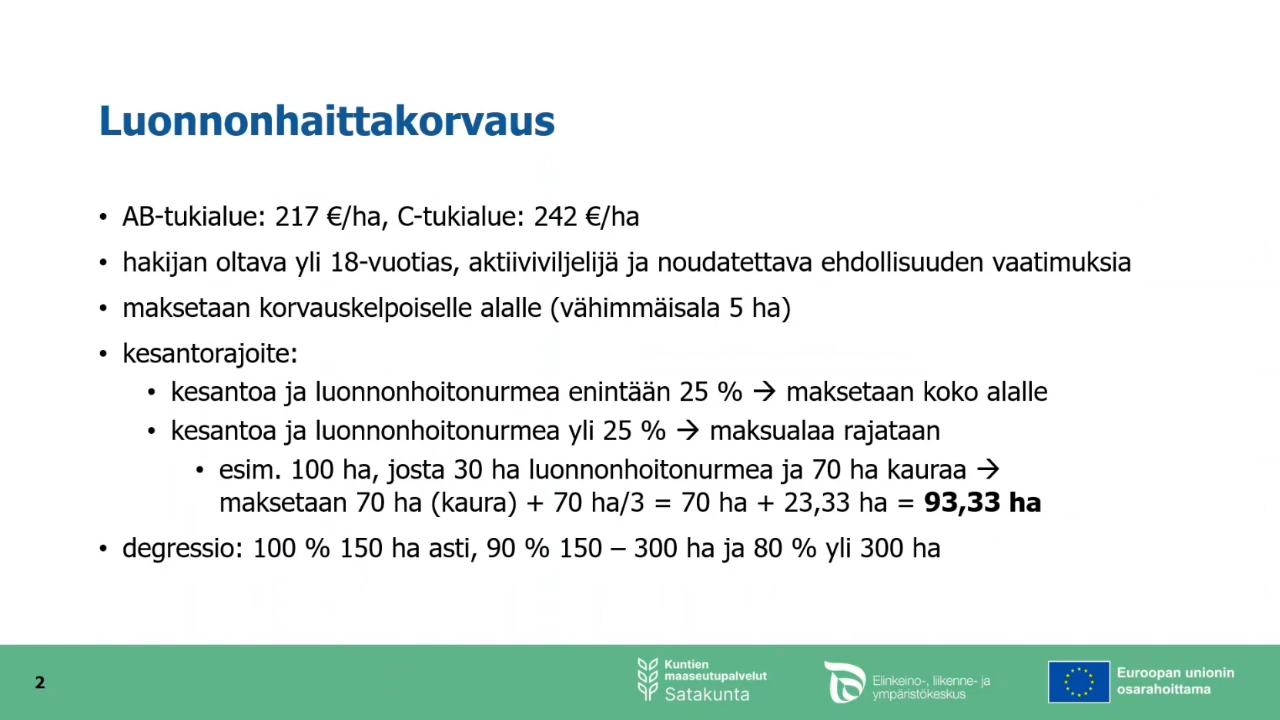 Luonnonhaittakorvaus
• AB-tukialue: 217 €/ha, C-tukialue: 242 €/ha
• hakijan oltava yli 18-vuotias, aktiiviviljelijä ja noudatettava ehdollisuuden vaatimuksia
• maksetaan korvauskelpoiselle alalle (vähimmäisala 5 ha)
• kesantorajoite:
• kesantoa ja luonnonhoitonurmea enintään 25 % → maksetaan koko alalle
• kesantoa ja luonnonhoitonurmea yli 25 % → maksualaa rajataan
• esim. 100 ha, josta 30 ha luonnonhoitonurmea ja 70 ha kauraa →
maksetaan 70 ha (kaura) + 70 ha/3 = 70 ha + 23,33 ha = 93,33 ha
• degressio: 100 % 150 ha asti, 90 % 150 – 300 ha ja 80 % yli 300 ha
2
Kuntien
maaseutupalvelut
Satakunta
Elinkeino-, liikenne- ja
ympäristökeskus
Euroopan unionin
osarahoittama